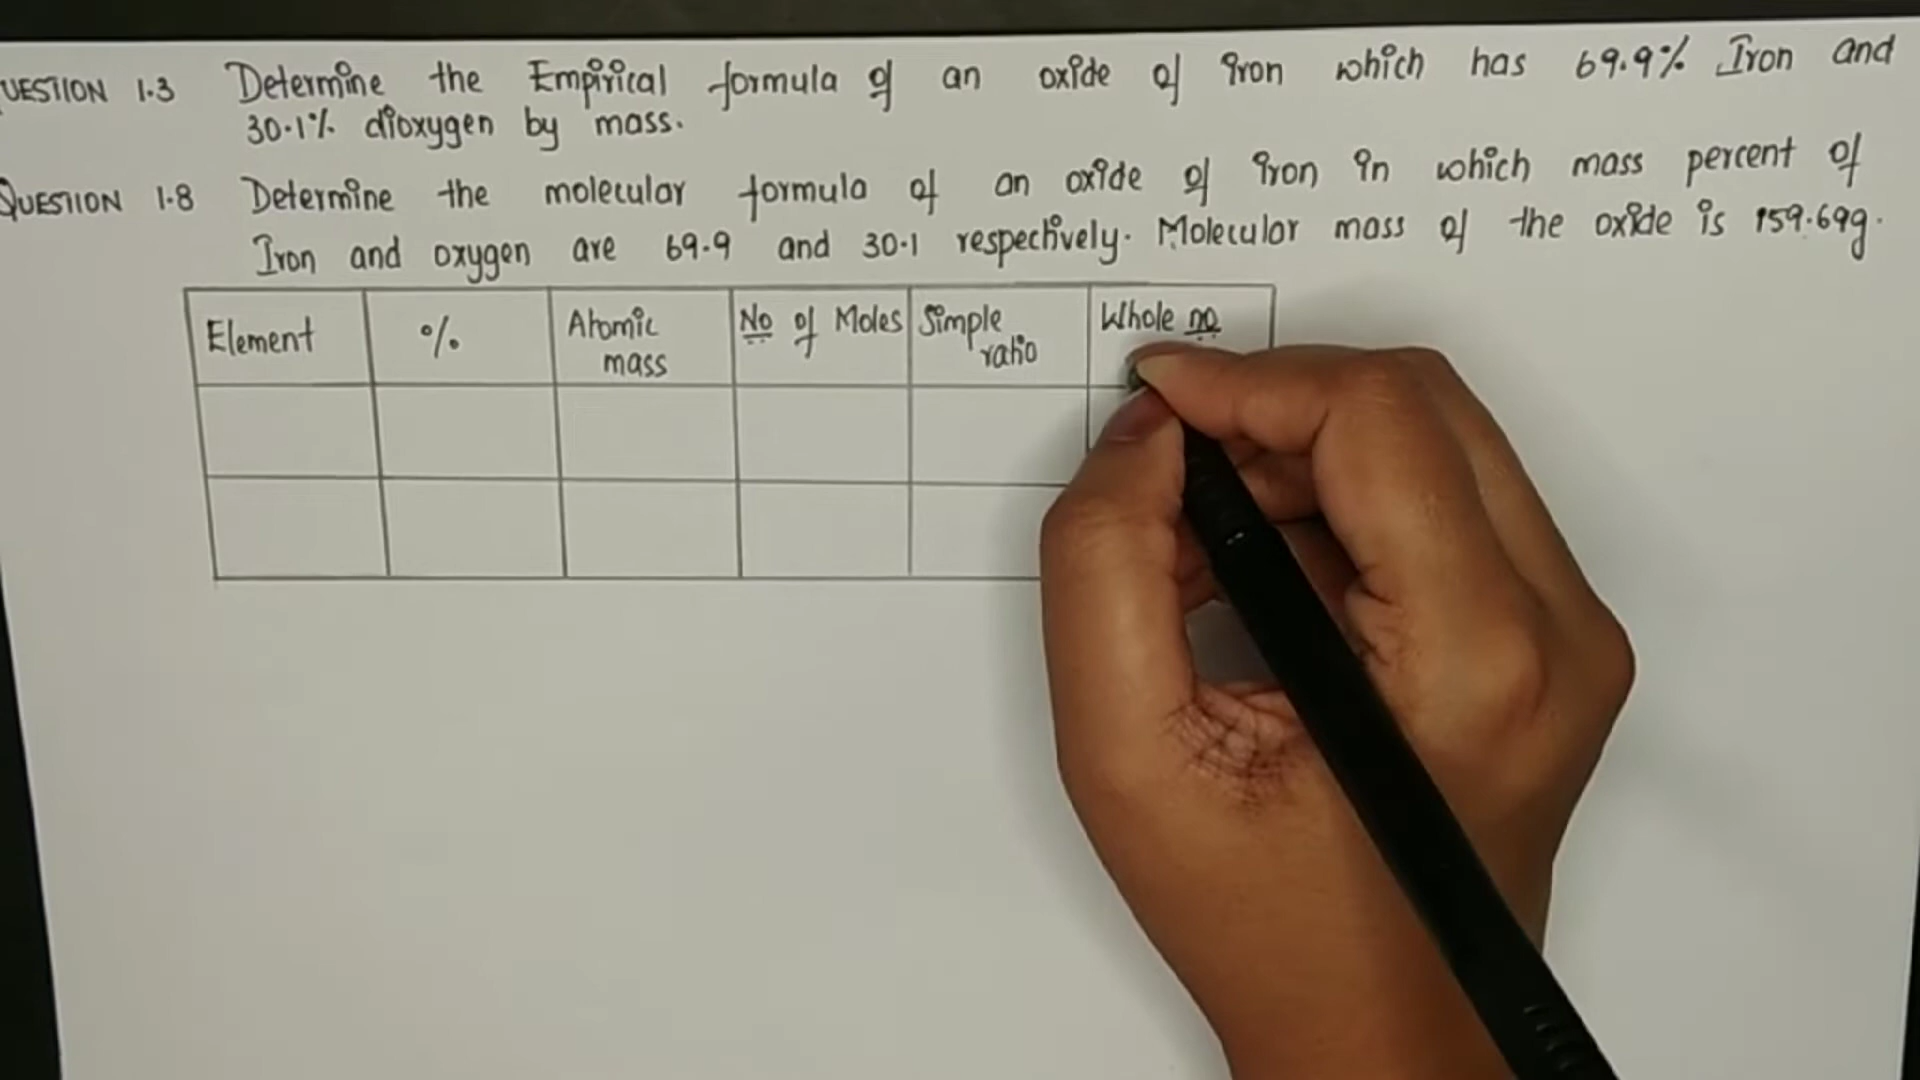 UESTION 1.3 Determine the Empirical formula of an oxide of iron which has 69.9% Iron and
30.1% dioxygen by mass.
QUESTION 1.8 Determine the molecular formula of an oxide of iron in which mass percent of
Iron and oxygen are 69.9 and 30.1 respectively. Molecular mass of the oxide is 159.69g.
Element % Atomic mass No of Moles Simple ratio Whole no